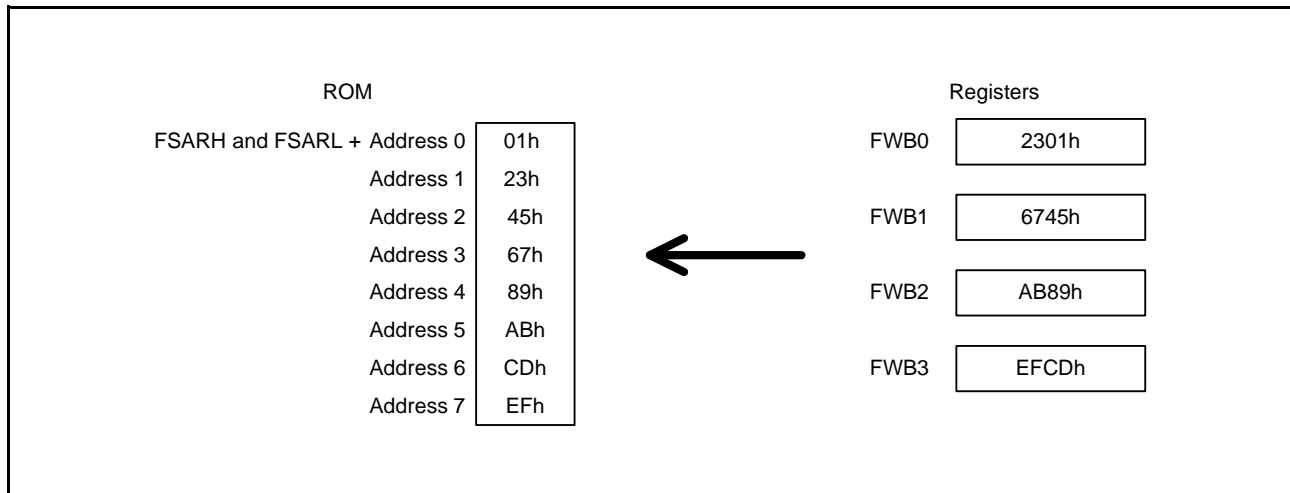 ROM
Registers
FSARH and FSARL + Address 0 01h
Address 1 23h
Address 2 45h
Address 3 67h
Address 4 89h
Address 5 ABh
Address 6 CDh
Address 7 EFh
FWB0 2301h
FWB1 6745h
FWB2 AB89h
FWB3 EFCDh